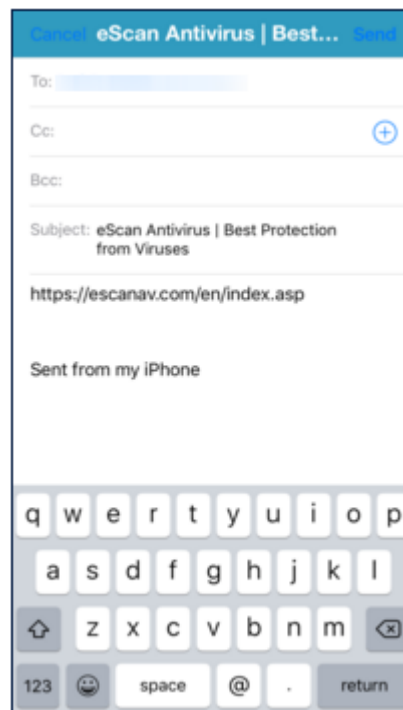 Cancel eScan Antivirus | Best... Send
To:
Cc:
Bcc:
Subject: eScan Antivirus | Best Protection
from Viruses
https://escanav.com/en/index.asp
Sent from my iPhone
q w e r t y u i o p
a s d f g h j k l
z x c v b n m
123 space @ . return